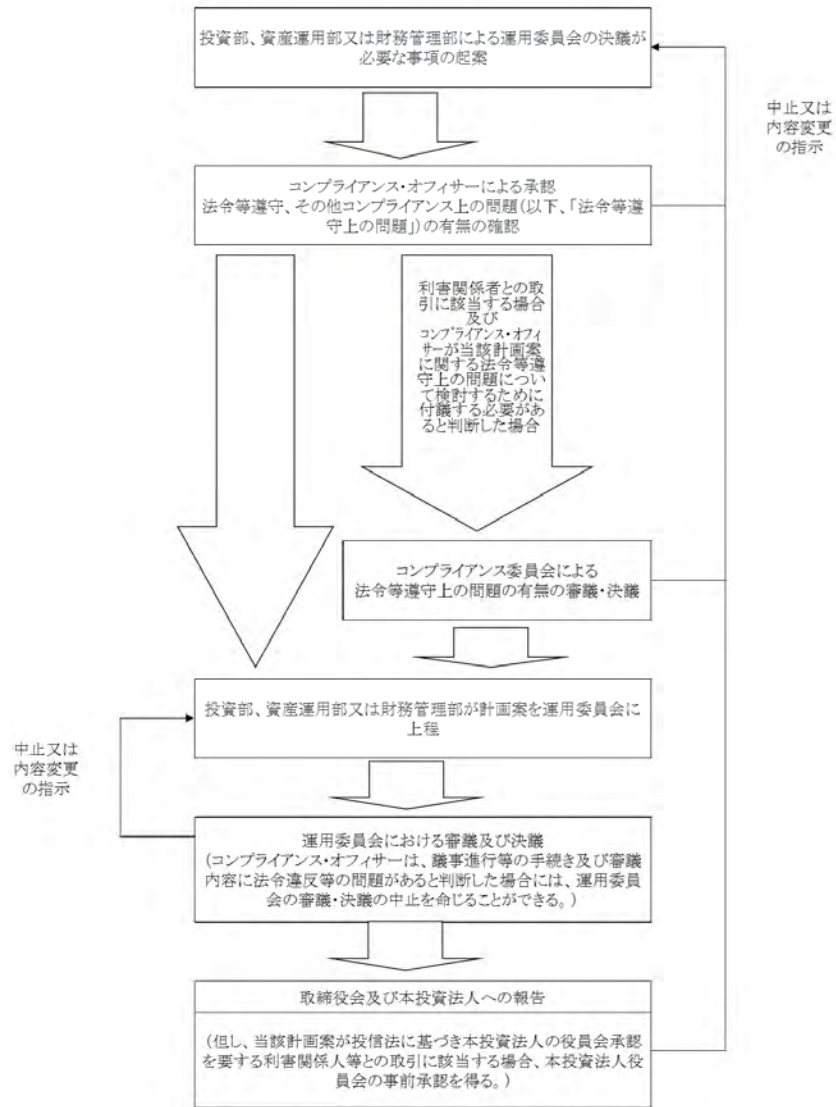 投資部、資産運用部又は財務管理部による運用委員会の決議が
必要な事項の起案
中止又は
内容変更
の指示
コンプライアンス・オフィサーによる承認
法令等遵守、その他コンプライアンス上の問題(以下、「法令等遵
守上の問題」)の有無の確認
利害関係者との取
引に該当する場合
及び
コンプライアンス・オフィ
サーが当該計画案
に関する法令等遵
守上の問題につい
て検討するために
付議する必要があ
ると判断した場合
コンプライアンス委員会による
法令等遵守上の問題の有無の審議・決議
投資部、資産運用部又は財務管理部が計画案を運用委員会に
上程
中止又は
内容変更
の指示
運用委員会における審議及び決議
(コンプライアンス・オフィサーは、議事進行等の手続き及び審議
内容に法令違反等の問題があると判断した場合には、運用委員
会の審議・決議の中止を命じることができる。)
取締役会及び本投資法人への報告
(但し、当該計画案が投信法に基づき本投資法人の役員会承認
を要する利害関係人等との取引に該当する場合、本投資法人役
員会の事前承認を得る。)